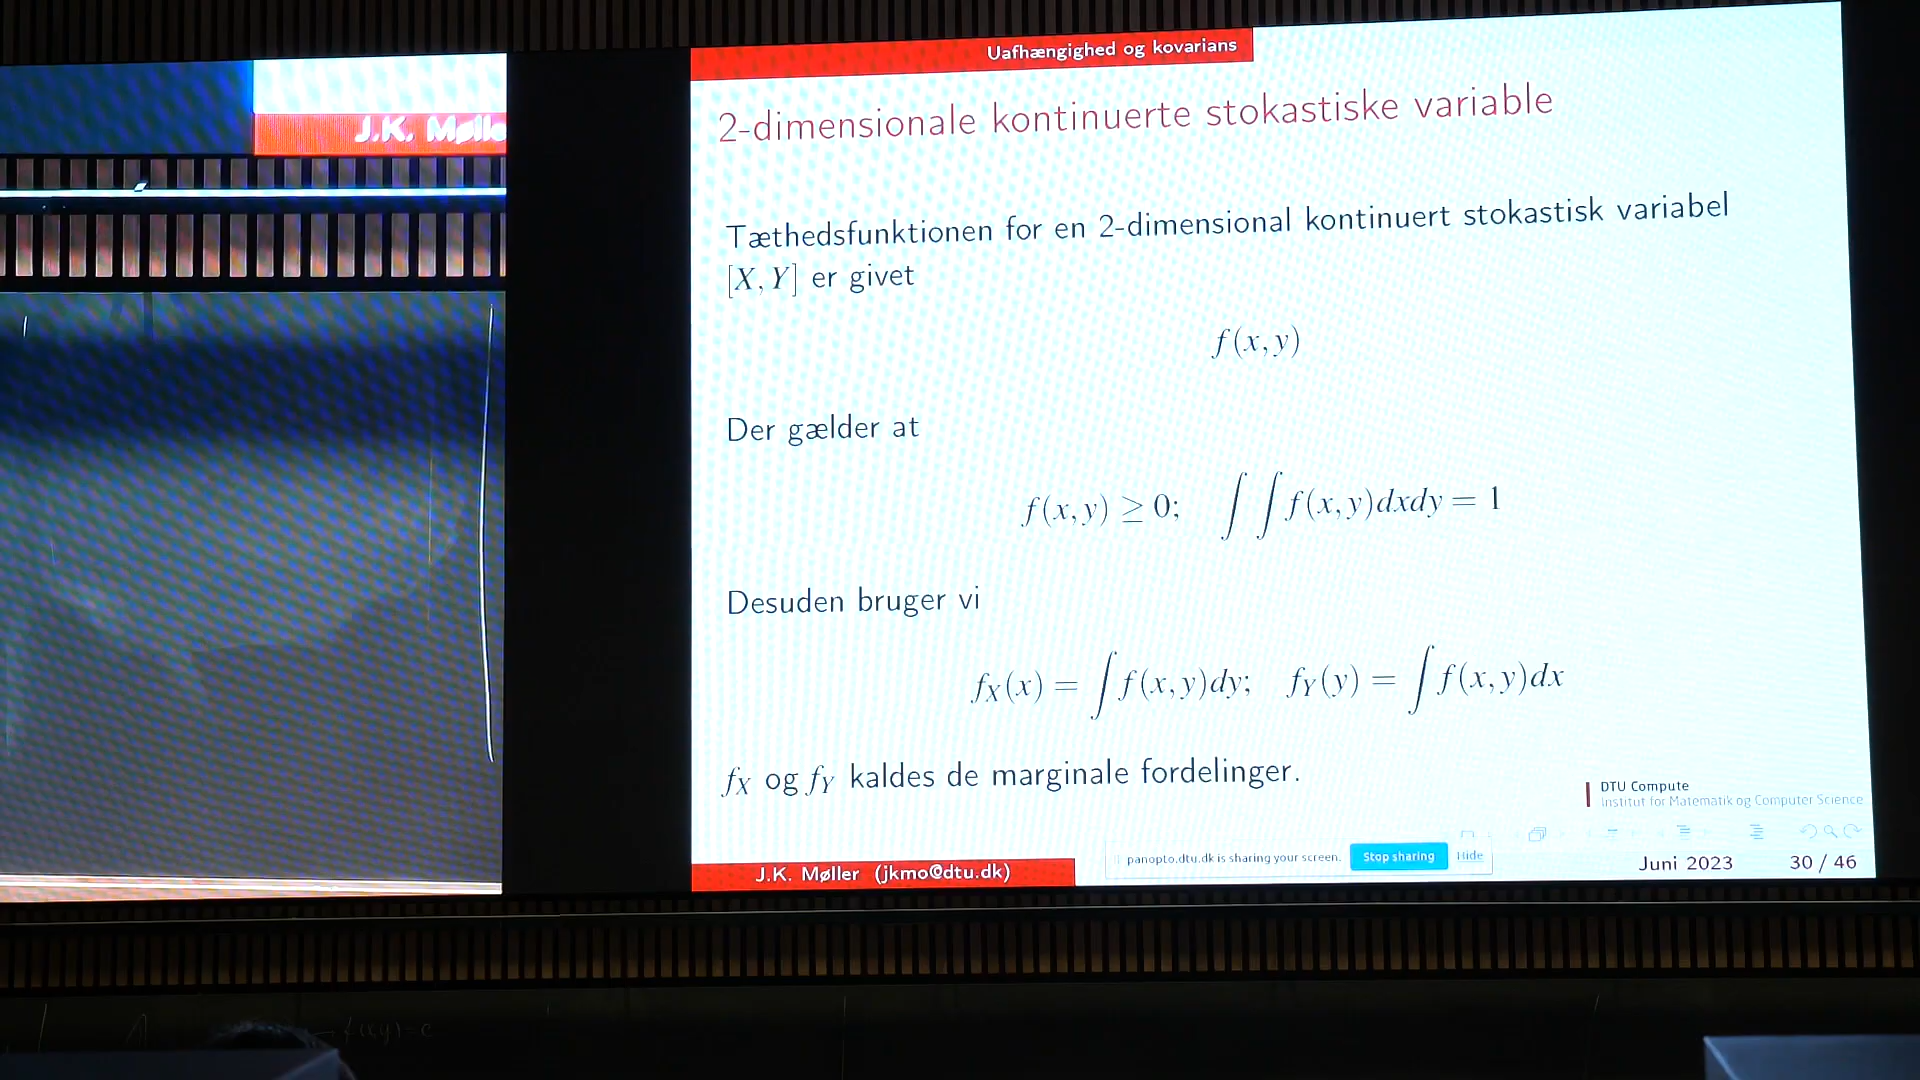 J.K. Mølle
Uafhængighed og kovarians
2-dimensionale kontinuerte stokastiske variable
Tæthedsfunktionen for en 2-dimensional kontinuert stokastisk variabel
[X, Y] er givet
f(x, y)
Der gælder at
f(x, y) ≥ 0; ∫ ∫ f(x, y)dxdy = 1
Desuden bruger vi
f_X(x) = ∫ f(x, y)dy; f_Y(y) = ∫ f(x, y)dx
f_X og f_Y kaldes de marginale fordelinger.
DTU Compute
Institut for Matematik og Computer Science
panopto.dtu.dk is sharing your screen. Stop sharing Hide
J.K. Møller (jkmo@dtu.dk) Juni 2023 30 / 46
f(x,y)=c